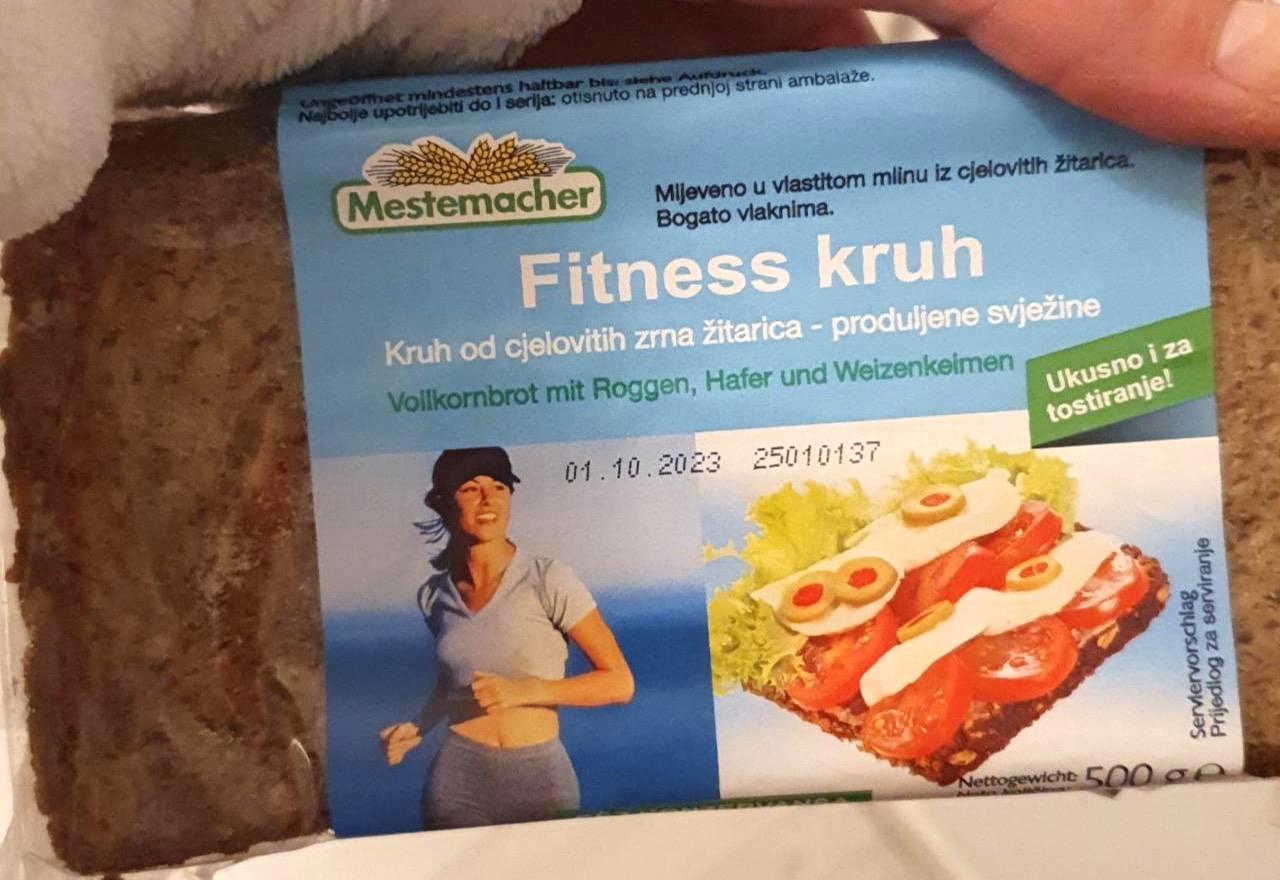 Ungeöffnet mindestens haltbar bis: siehe Aufdruck.
Najbolje upotrijebiti do i serija: otisnuto na prednjoj strani ambalaže.
Mestemacher
Mljeveno u vlastitom mlinu iz cjelovitih žitarica.
Bogato vlaknima.
Fitness kruh
Kruh od cjelovitih zrna žitarica - produljene svježine
Vollkornbrot mit Roggen, Hafer und Weizenkeimen
Ukusno i za
tostiranje!
01.10.2023 25010137
Serviervorschlag
Prijedlog za serviranje
Nettogewicht: 500 g